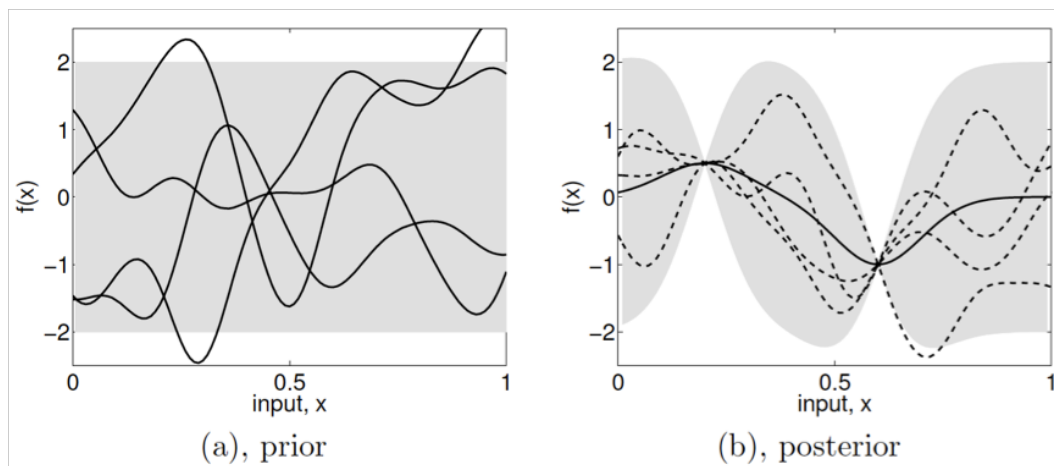 2
1
0
−1
−2
f(x)
0
0.5
1
input, x
(a), prior
2
1
0
−1
−2
f(x)
0
0.5
1
input, x
(b), posterior